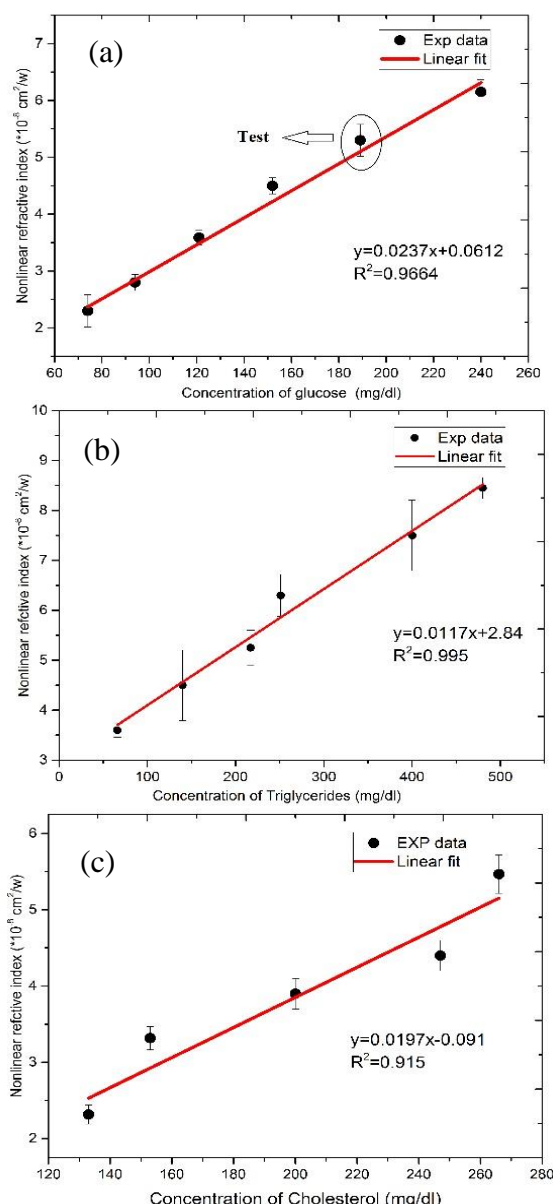 (a)
Exp data
Linear fit
Test
y=0.0237x+0.0612
R²=0.9664
Nonlinear refractive index (*10⁻⁸ cm²/w)
7
6
5
4
3
2
60 80 100 120 140 160 180 200 220 240 260
Concentration of glucose (mg/dl)
(b)
Exp data
Linear fit
y=0.0117x+2.84
R²=0.995
Nonlinear refctive index (*10⁻⁸ cm²/w)
10
9
8
7
6
5
4
3
0 100 200 300 400 500
Concentration of Triglycerides (mg/dl)
(c)
EXP data
Linear fit
y=0.0197x-0.091
R²=0.915
Nonlinear refctive index (*10⁻⁸ cm²/w)
6
5
4
3
2
120 140 160 180 200 220 240 260 280
Concentration of Cholesterol (mg/dl)